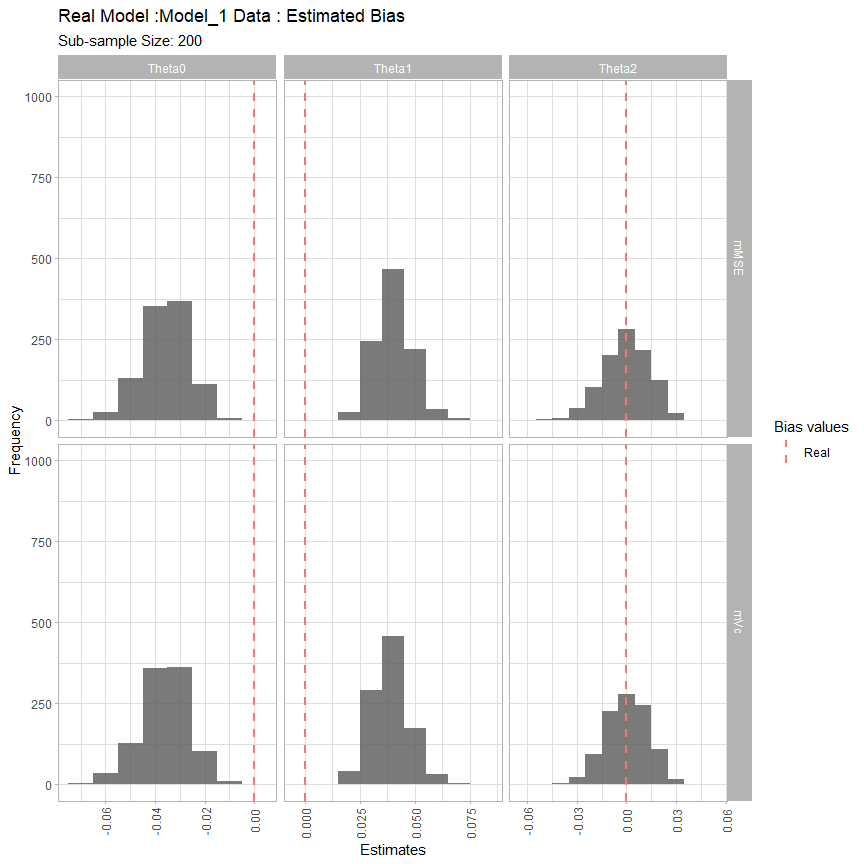 Real Model :Model_1 Data : Estimated Bias
Sub-sample Size: 200
Theta0
Theta1
Theta2
1000
750
500
250
0
mMSE
1000
750
500
250
0
mVc
Frequency
-0.06
-0.04
-0.02
0.00
0.000
0.025
0.050
0.075
-0.06
-0.03
0.00
0.03
0.06
Estimates
Bias values
Real